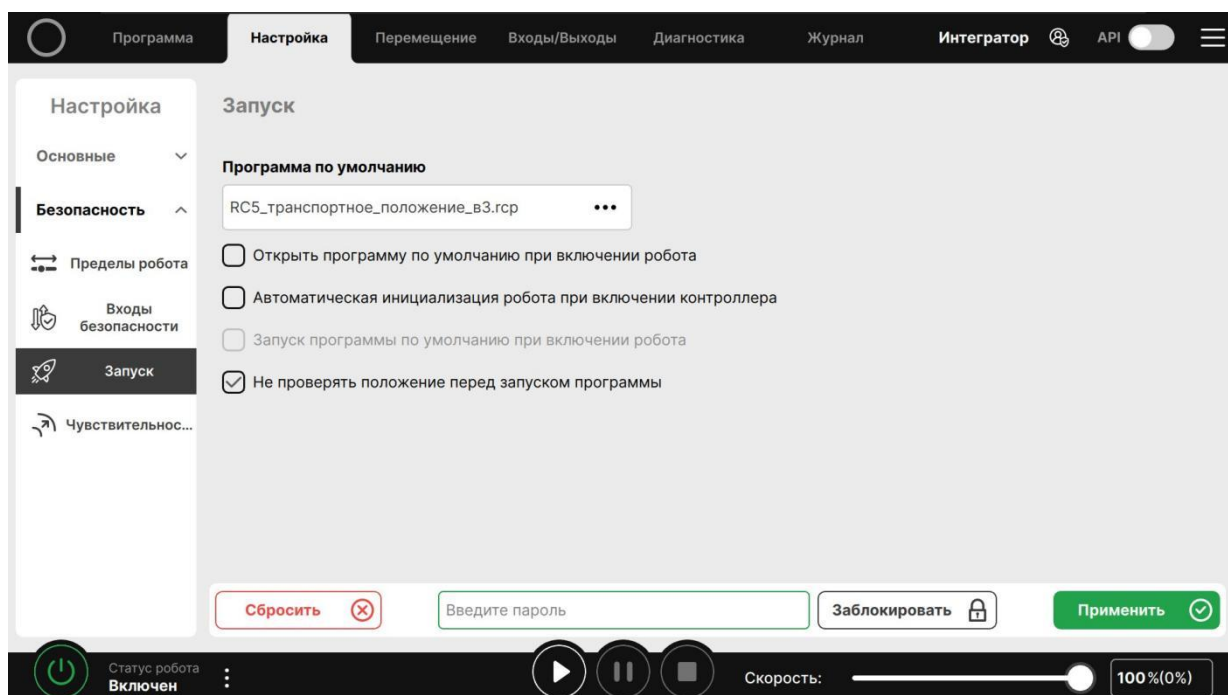 Программа
Настройка
Перемещение
Входы/Выходы
Диагностика
Журнал
Интегратор
API
Настройка
Основные
Безопасность
Пределы робота
Входы
безопасности
Запуск
Чувствительнос...
Запуск
Программа по умолчанию
RC5_транспортное_положение_в3.rcp
Открыть программу по умолчанию при включении робота
Автоматическая инициализация робота при включении контроллера
Запуск программы по умолчанию при включении робота
Не проверять положение перед запуском программы
Сбросить
Введите пароль
Заблокировать
Применить
Статус робота
Включен
Скорость:
100%(0%)